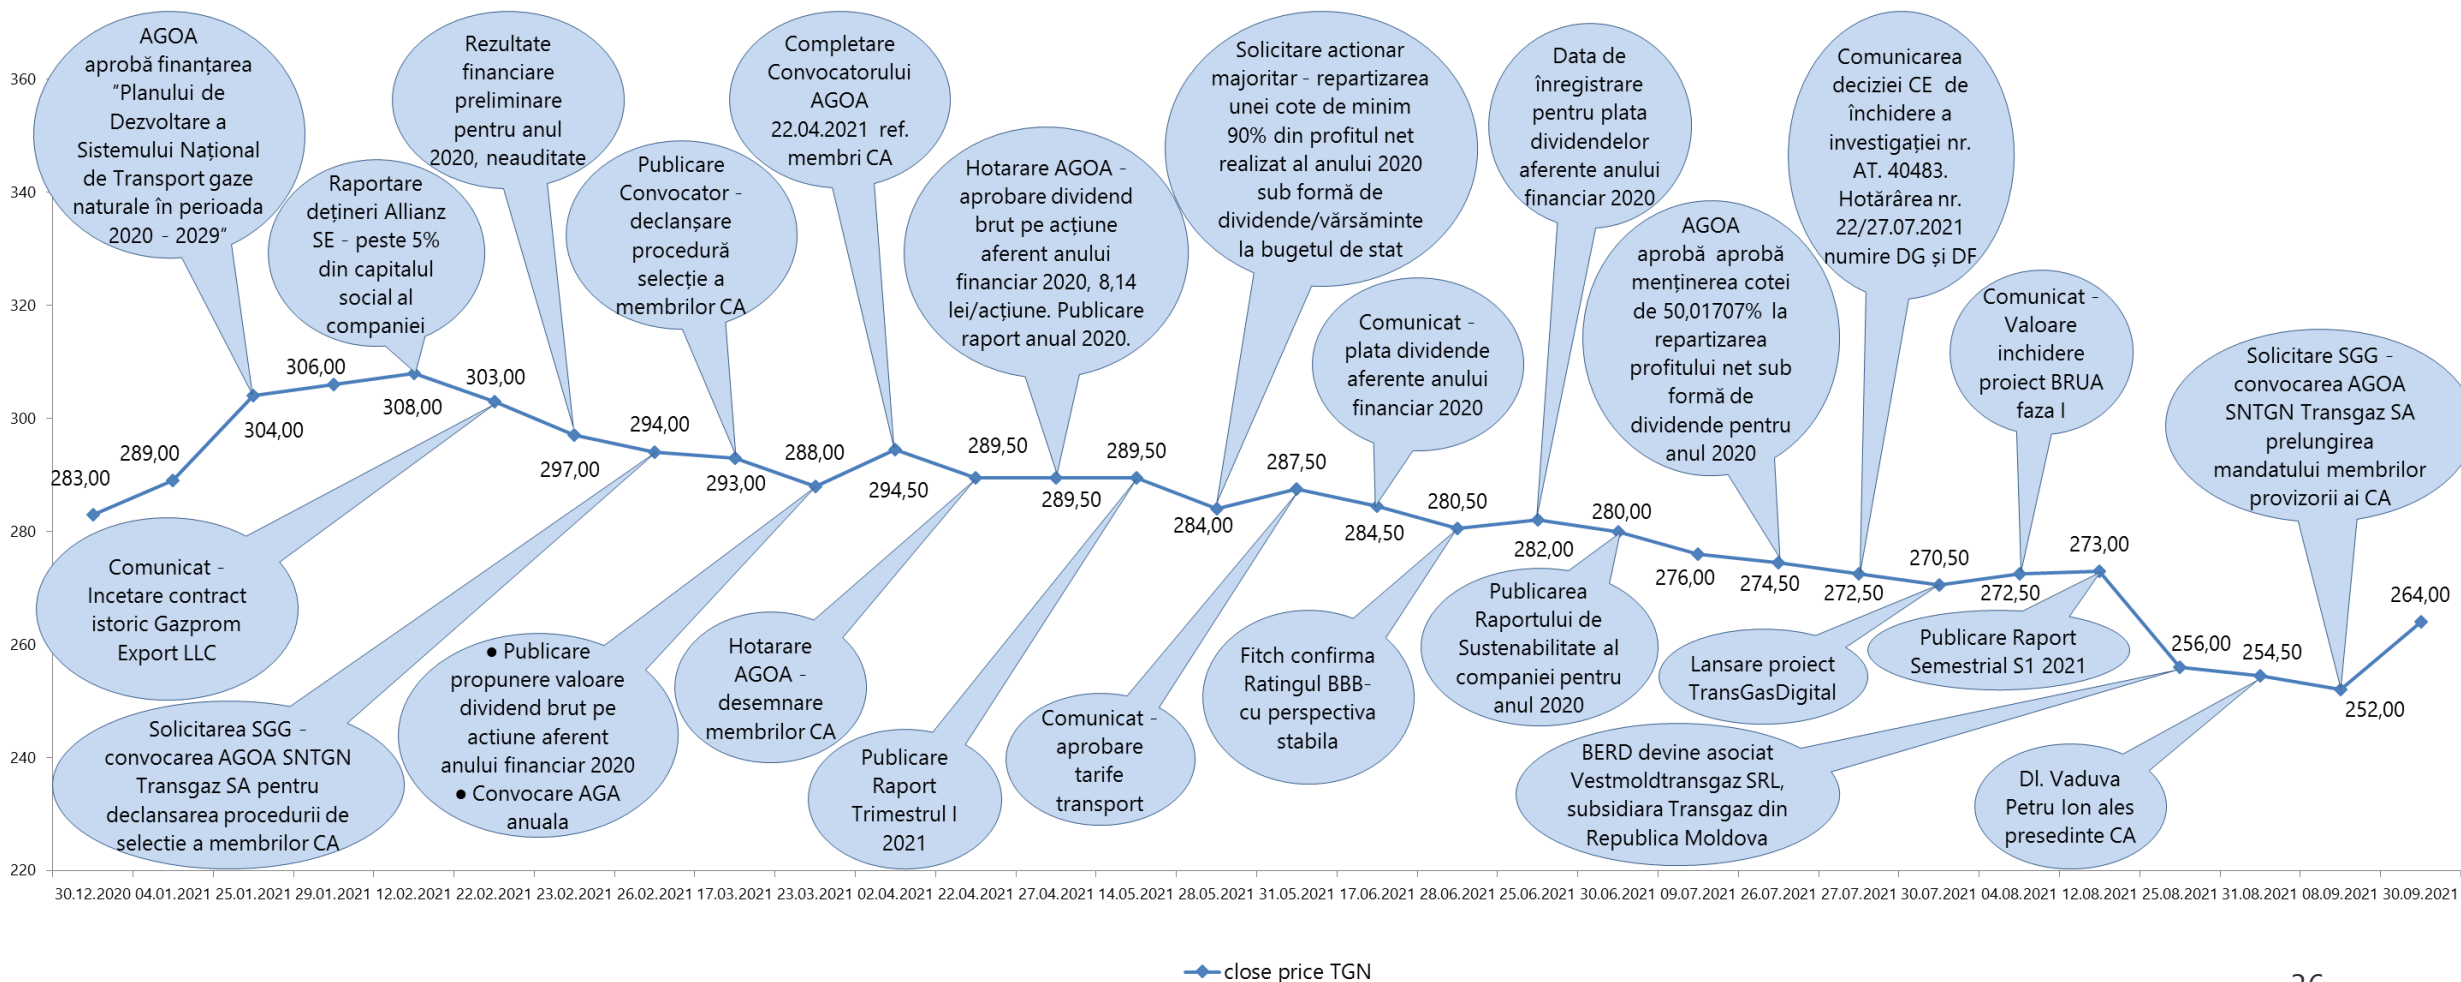 AGOA
aprobă finanțarea
"Planului de
Dezvoltare a
Sistemului Național
de Transport gaze
naturale în perioada
2020 - 2029"
Raportare
dețineri Allianz
SE - peste 5%
din capitalul
social al
companiei
Rezultate
financiare
preliminare
pentru anul
2020, neauditate
Publicare
Convocator -
declanșare
procedură
selecție a
membrilor CA
Completare
Convocatorului
AGOA
22.04.2021 ref.
membri CA
Hotarare AGOA -
aprobare dividend
brut pe acțiune
aferent anului
financiar 2020, 8,14
lei/acțiune. Publicare
raport anual 2020.
Solicitare actionar
majoritar - repartizarea
unei cote de minim
90% din profitul net
realizat al anului 2020
sub formă de
dividende/vărsăminte
la bugetul de stat
Comunicat -
plata dividende
aferente anului
financiar 2020
Data de
înregistrare
pentru plata
dividendelor
aferente anului
financiar 2020
AGOA
aprobă aprobă
menținerea cotei
de 50,01707% la
repartizarea
profitului net sub
formă de
dividende pentru
anul 2020
Comunicarea
deciziei CE de
închidere a
investigației nr.
AT. 40483.
Hotărârea nr.
22/27.07.2021
numire DG și DF
Comunicat -
Valoare
inchidere
proiect BRUA
faza I
Solicitare SGG -
convocarea AGOA
SNTGN Transgaz SA
prelungirea
mandatului membrilor
provizorii ai CA
360
340
320
300
280
260
240
220
283,00
289,00
304,00
306,00
308,00
303,00
297,00
294,00
293,00
288,00
294,50
289,50
289,50
289,50
284,00
287,50
284,50
280,50
282,00
280,00
276,00
274,50
272,50
270,50
272,50
273,00
256,00
254,50
252,00
264,00
Comunicat -
Incetare contract
istoric Gazprom
Export LLC
Solicitarea SGG -
convocarea AGOA SNTGN
Transgaz SA pentru
declansarea procedurii de
selectie a membrilor CA
● Publicare
propunere valoare
dividend brut pe
actiune aferent
anului financiar 2020
● Convocare AGA
anuala
Hotarare
AGOA -
desemnare
membrilor CA
Publicare
Raport
Trimestrul I
2021
Comunicat -
aprobare
tarife
transport
Fitch confirma
Ratingul BBB-
cu perspectiva
stabila
Publicarea
Raportului de
Sustenabilitate al
companiei pentru
anul 2020
Lansare proiect
TransGasDigital
Publicare Raport
Semestrial S1 2021
BERD devine asociat
Vestmoldtransgaz SRL,
subsidiara Transgaz din
Republica Moldova
Dl. Vaduva
Petru Ion ales
presedinte CA
30.12.2020 04.01.2021 25.01.2021 29.01.2021 12.02.2021 22.02.2021 23.02.2021 26.02.2021 17.03.2021 23.03.2021 02.04.2021 22.04.2021 27.04.2021 14.05.2021 28.05.2021 31.05.2021 17.06.2021 28.06.2021 25.06.2021 30.06.2021 09.07.2021 26.07.2021 27.07.2021 30.07.2021 04.08.2021 12.08.2021 25.08.2021 31.08.2021 08.09.2021 30.09.2021
close price TGN